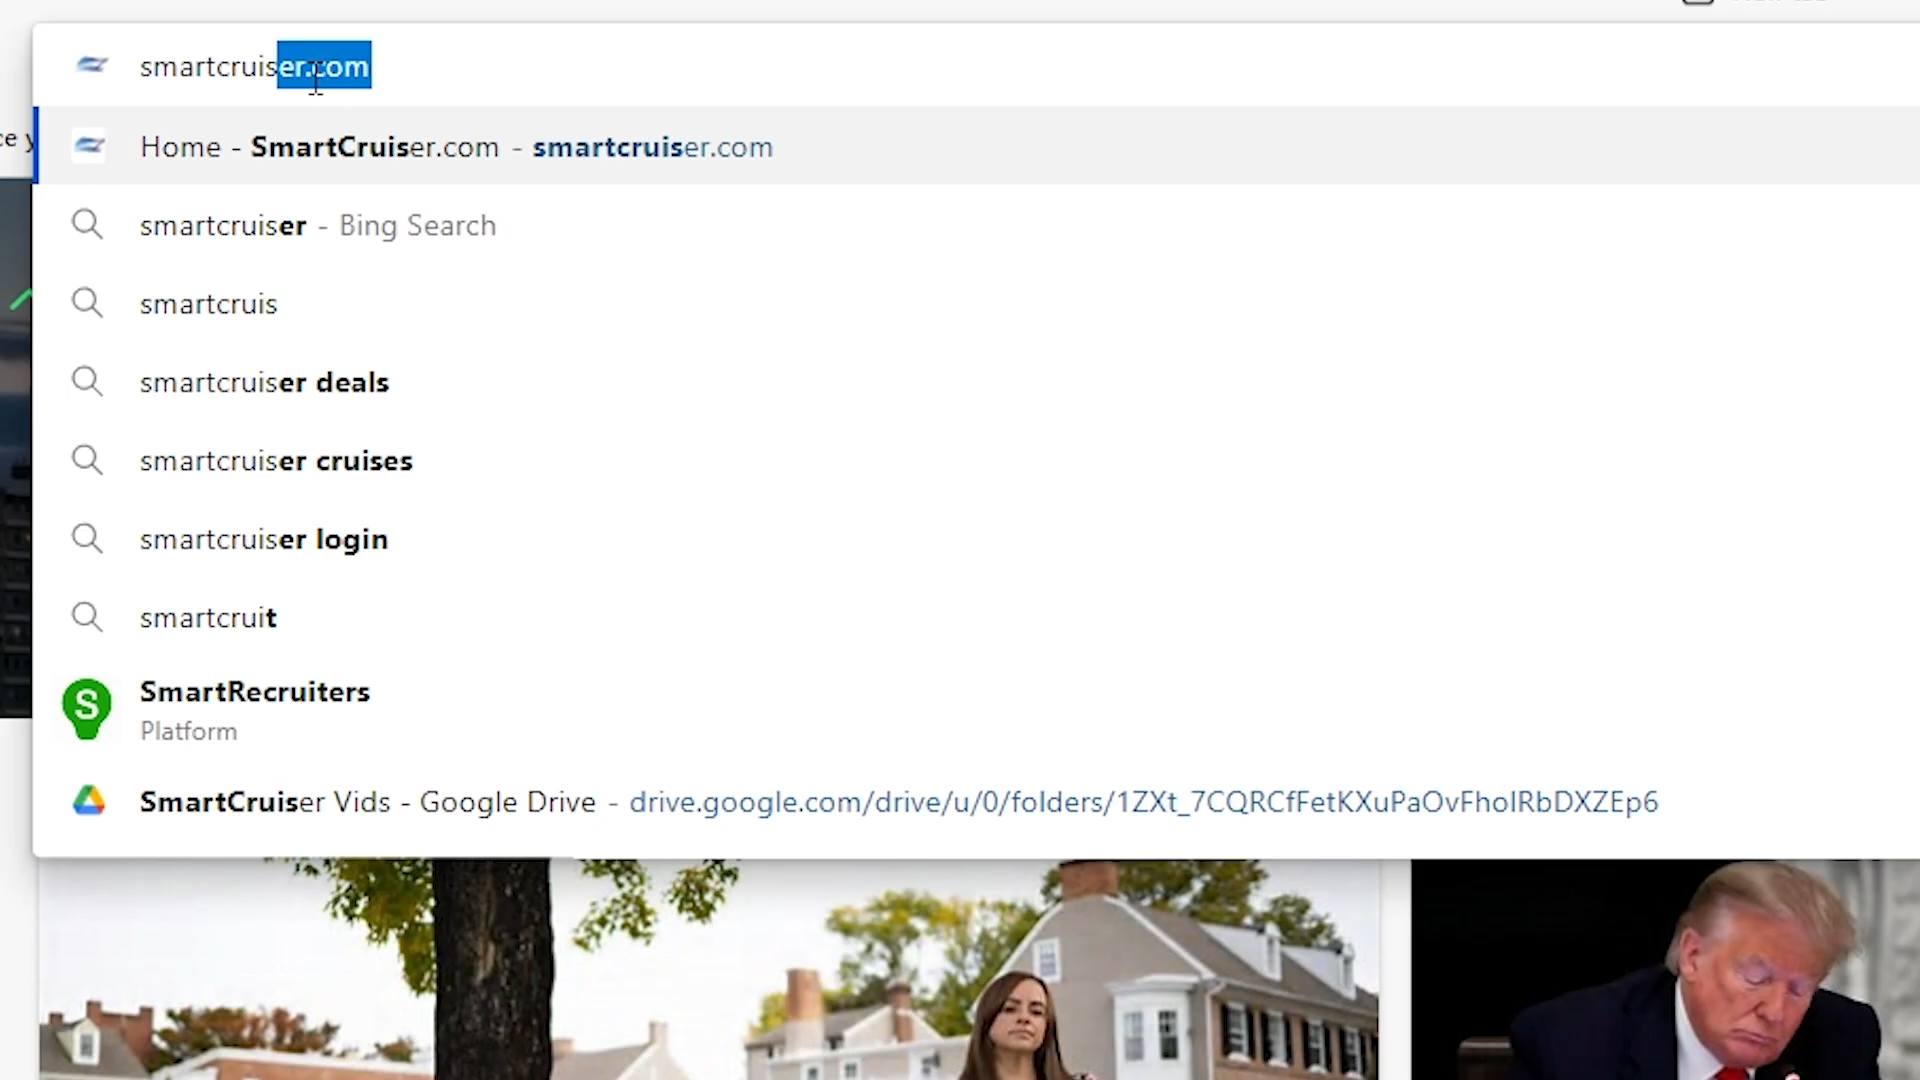 smartcruiser.com
Home - SmartCruiser.com - smartcruiser.com
smartcruiser - Bing Search
smartcruis
smartcruiser deals
smartcruiser cruises
smartcruiser login
smartcruit
S
SmartRecruiters
Platform
SmartCruiser Vids - Google Drive - drive.google.com/drive/u/0/folders/1ZXt_7CQRCfFetKXuPaOvFholRbDXZEp6